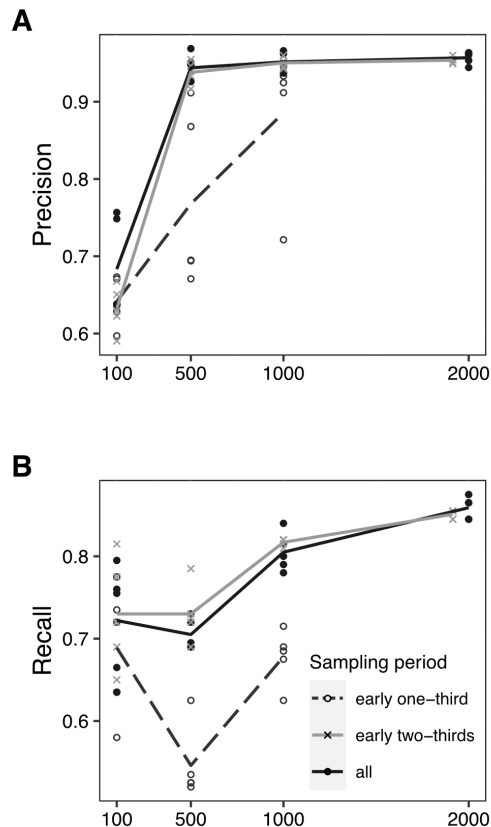 A
Precision
0.9
0.8
0.7
0.6
100 500 1000 2000
B
Recall
0.8
0.7
0.6
Sampling period
early one-third
early two-thirds
all
100 500 1000 2000